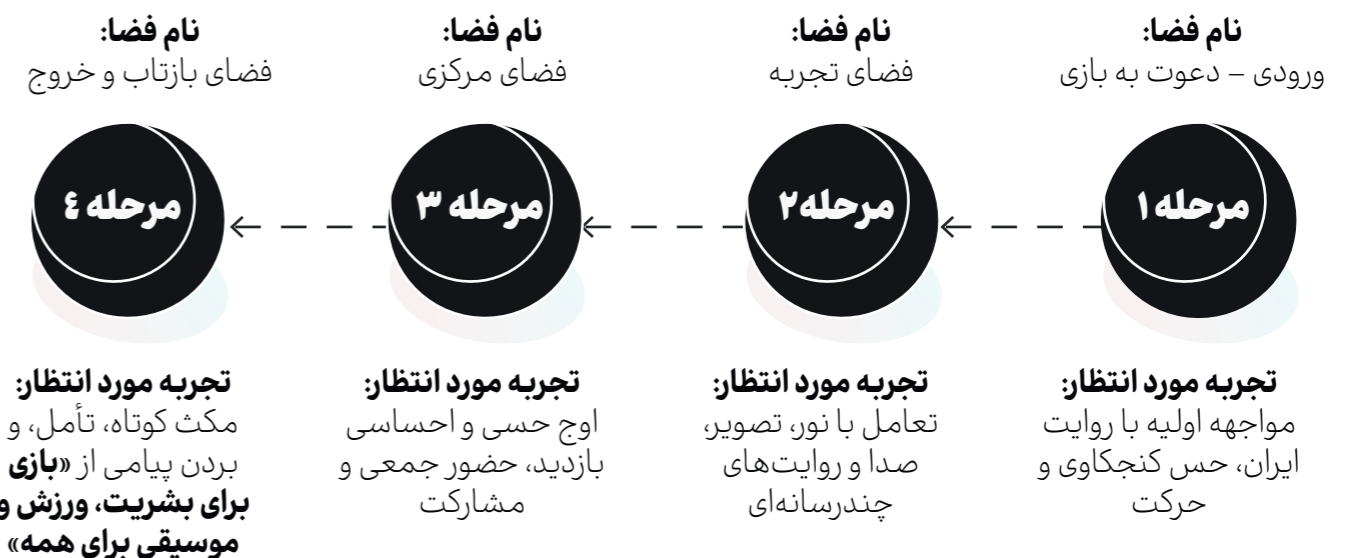 نام فضا:
ورودی – دعوت به بازی
مرحله ۱
تجربه مورد انتظار:
مواجهه اولیه با روایت
ایران، حس کنجکاوی و
حرکت
نام فضا:
فضای تجربه
مرحله۲
تجربه مورد انتظار:
تعامل با نور، تصویر،
صدا و روایت‌های
چندرسانه‌ای
نام فضا:
فضای مرکزی
مرحله ۳
تجربه مورد انتظار:
اوج حسی و احساسی
بازدید، حضور جمعی و
مشارکت
نام فضا:
فضای بازتاب و خروج
مرحله ٤
تجربه مورد انتظار:
مکث کوتاه، تأمل، و
بردن پیامی از «بازی
برای بشریت، ورزش و
موسیقی برای همه»